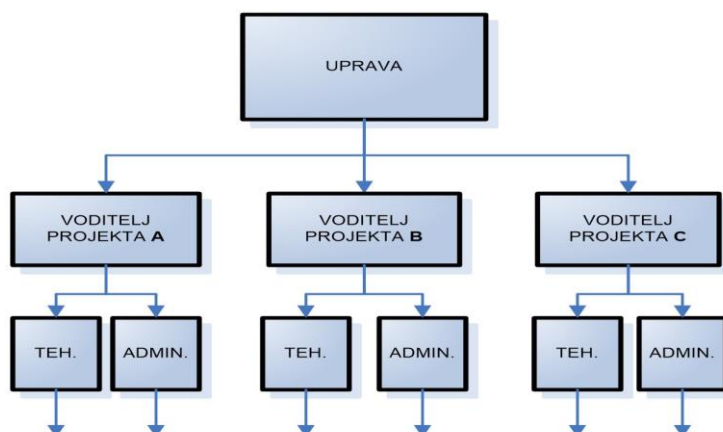 UPRAVA
VODITELJ
PROJEKTA A
VODITELJ
PROJEKTA B
VODITELJ
PROJEKTA C
TEH.
ADMIN.
TEH.
ADMIN.
TEH.
ADMIN.